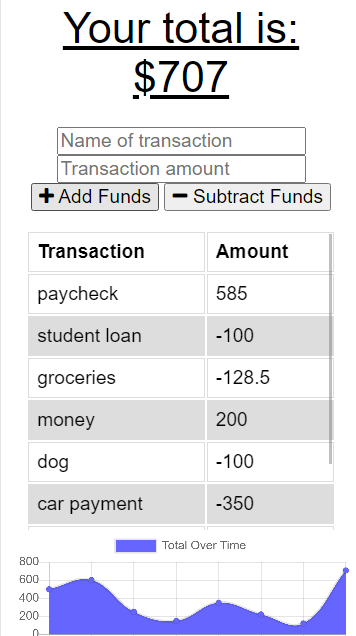 Your total is:
$707
Name of transaction
Transaction amount
+ Add Funds − Subtract Funds
Transaction Amount
paycheck 585
student loan -100
groceries -128.5
money 200
dog -100
car payment -350
Total Over Time
800
600
400
200